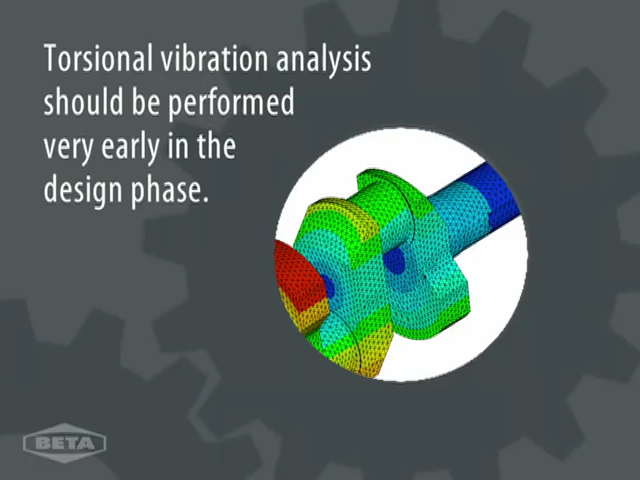 Torsional vibration analysis
should be performed
very early in the
design phase.
BETA